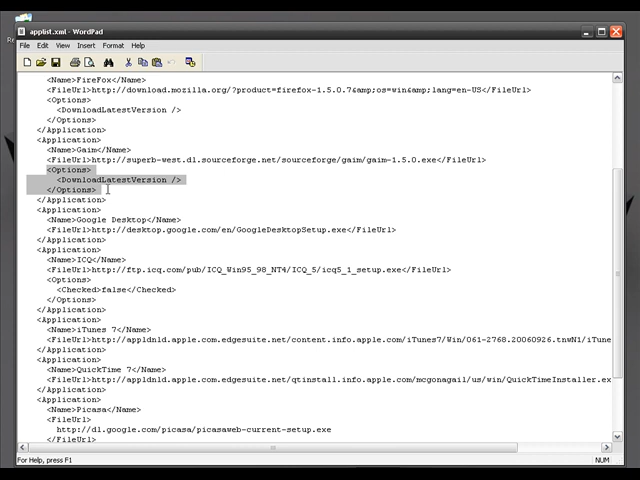 Re
applist.xml - WordPad
File Edit View Insert Format Help
<Name>FireFox</Name>
<FileUrl>http://download.mozilla.org/?product=firefox-1.5.0.7&amp;os=win&amp;lang=en-US</FileUrl>
<Options>
<DownloadLatestVersion />
</Options>
</Application>
<Application>
<Name>Gaim</Name>
<FileUrl>http://superb-west.dl.sourceforge.net/sourceforge/gaim/gaim-1.5.0.exe</FileUrl>
<Options>
<DownloadLatestVersion />
</Options>
</Application>
<Application>
<Name>Google Desktop</Name>
<FileUrl>http://desktop.google.com/en/GoogleDesktopSetup.exe</FileUrl>
</Application>
<Application>
<Name>ICQ</Name>
<FileUrl>http://ftp.icq.com/pub/ICQ_Win95_98_NT4/ICQ_5/icq5_1_setup.exe</FileUrl>
<Options>
<Checked>false</Checked>
</Options>
</Application>
<Application>
<Name>iTunes 7</Name>
<FileUrl>http://appldnld.apple.com.edgesuite.net/content.info.apple.com/iTunes7/Win/061-2768.20060926.tnwN1/iTune
</Application>
<Application>
<Name>QuickTime 7</Name>
<FileUrl>http://appldnld.apple.com.edgesuite.net/qtinstall.info.apple.com/mcgonagail/us/win/QuickTimeInstaller.ex
</Application>
<Application>
<Name>Picasa</Name>
<FileUrl>
http://dl.google.com/picasa/picasaweb-current-setup.exe
</FileUrl>
For Help, press F1
NUM